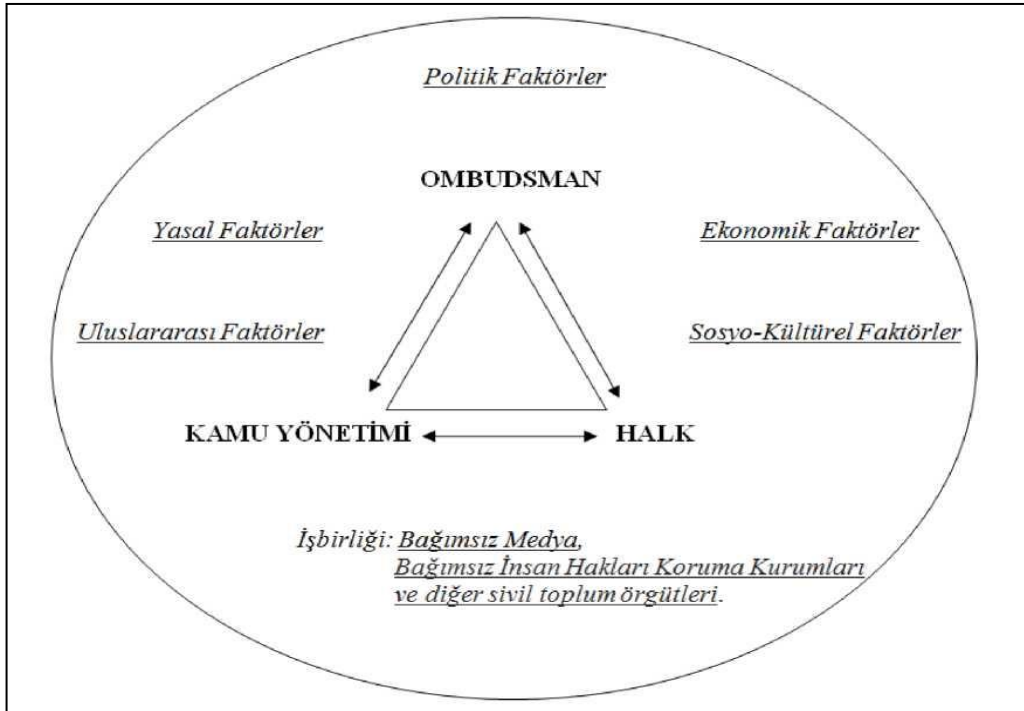 Politik Faktörler
OMBUDSMAN
Yasal Faktörler
Ekonomik Faktörler
Uluslararası Faktörler
Sosyo-Kültürel Faktörler
KAMU YÖNETİMİ
HALK
İşbirliği: Bağımsız Medya,
Bağımsız İnsan Hakları Koruma Kurumları
ve diğer sivil toplum örgütleri.